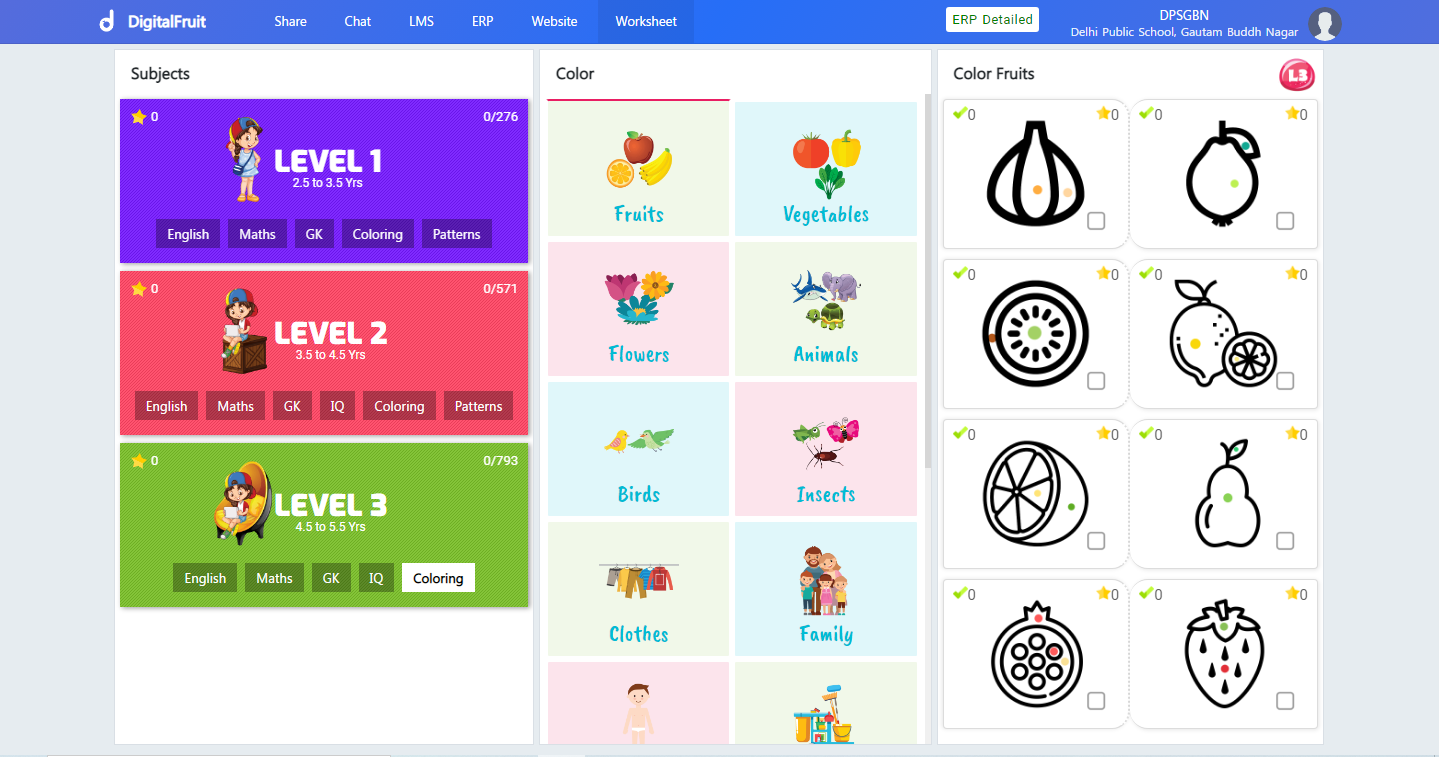 DigitalFruit
Share Chat LMS ERP Website Worksheet
ERP Detailed
DPSGBN
Delhi Public School, Gautam Buddh Nagar
Subjects
0 0/276
LEVEL 1
2.5 to 3.5 Yrs
English Maths GK Coloring Patterns
0 0/571
LEVEL 2
3.5 to 4.5 Yrs
English Maths GK IQ Coloring Patterns
0 0/793
LEVEL 3
4.5 to 5.5 Yrs
English Maths GK IQ Coloring
Color
Fruits Vegetables
Flowers Animals
Birds Insects
Clothes Family
Color Fruits
L3
0 0 0 0
0 0 0 0
0 0 0 0
0 0 0 0